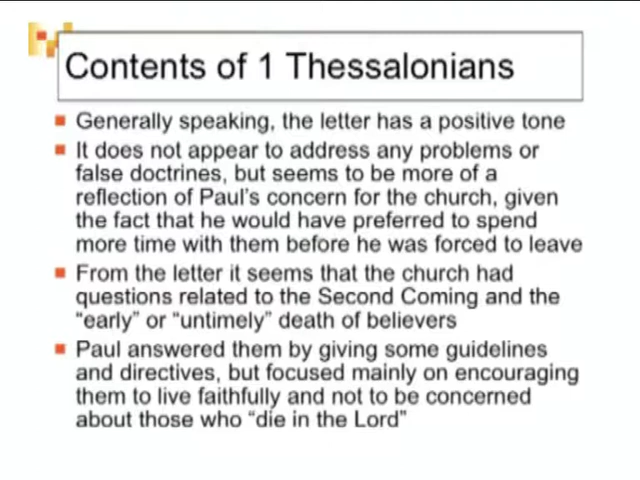 Contents of 1 Thessalonians
Generally speaking, the letter has a positive tone
It does not appear to address any problems or
false doctrines, but seems to be more of a
reflection of Paul's concern for the church, given
the fact that he would have preferred to spend
more time with them before he was forced to leave
From the letter it seems that the church had
questions related to the Second Coming and the
“early” or “untimely” death of believers
Paul answered them by giving some guidelines
and directives, but focused mainly on encouraging
them to live faithfully and not to be concerned
about those who “die in the Lord”